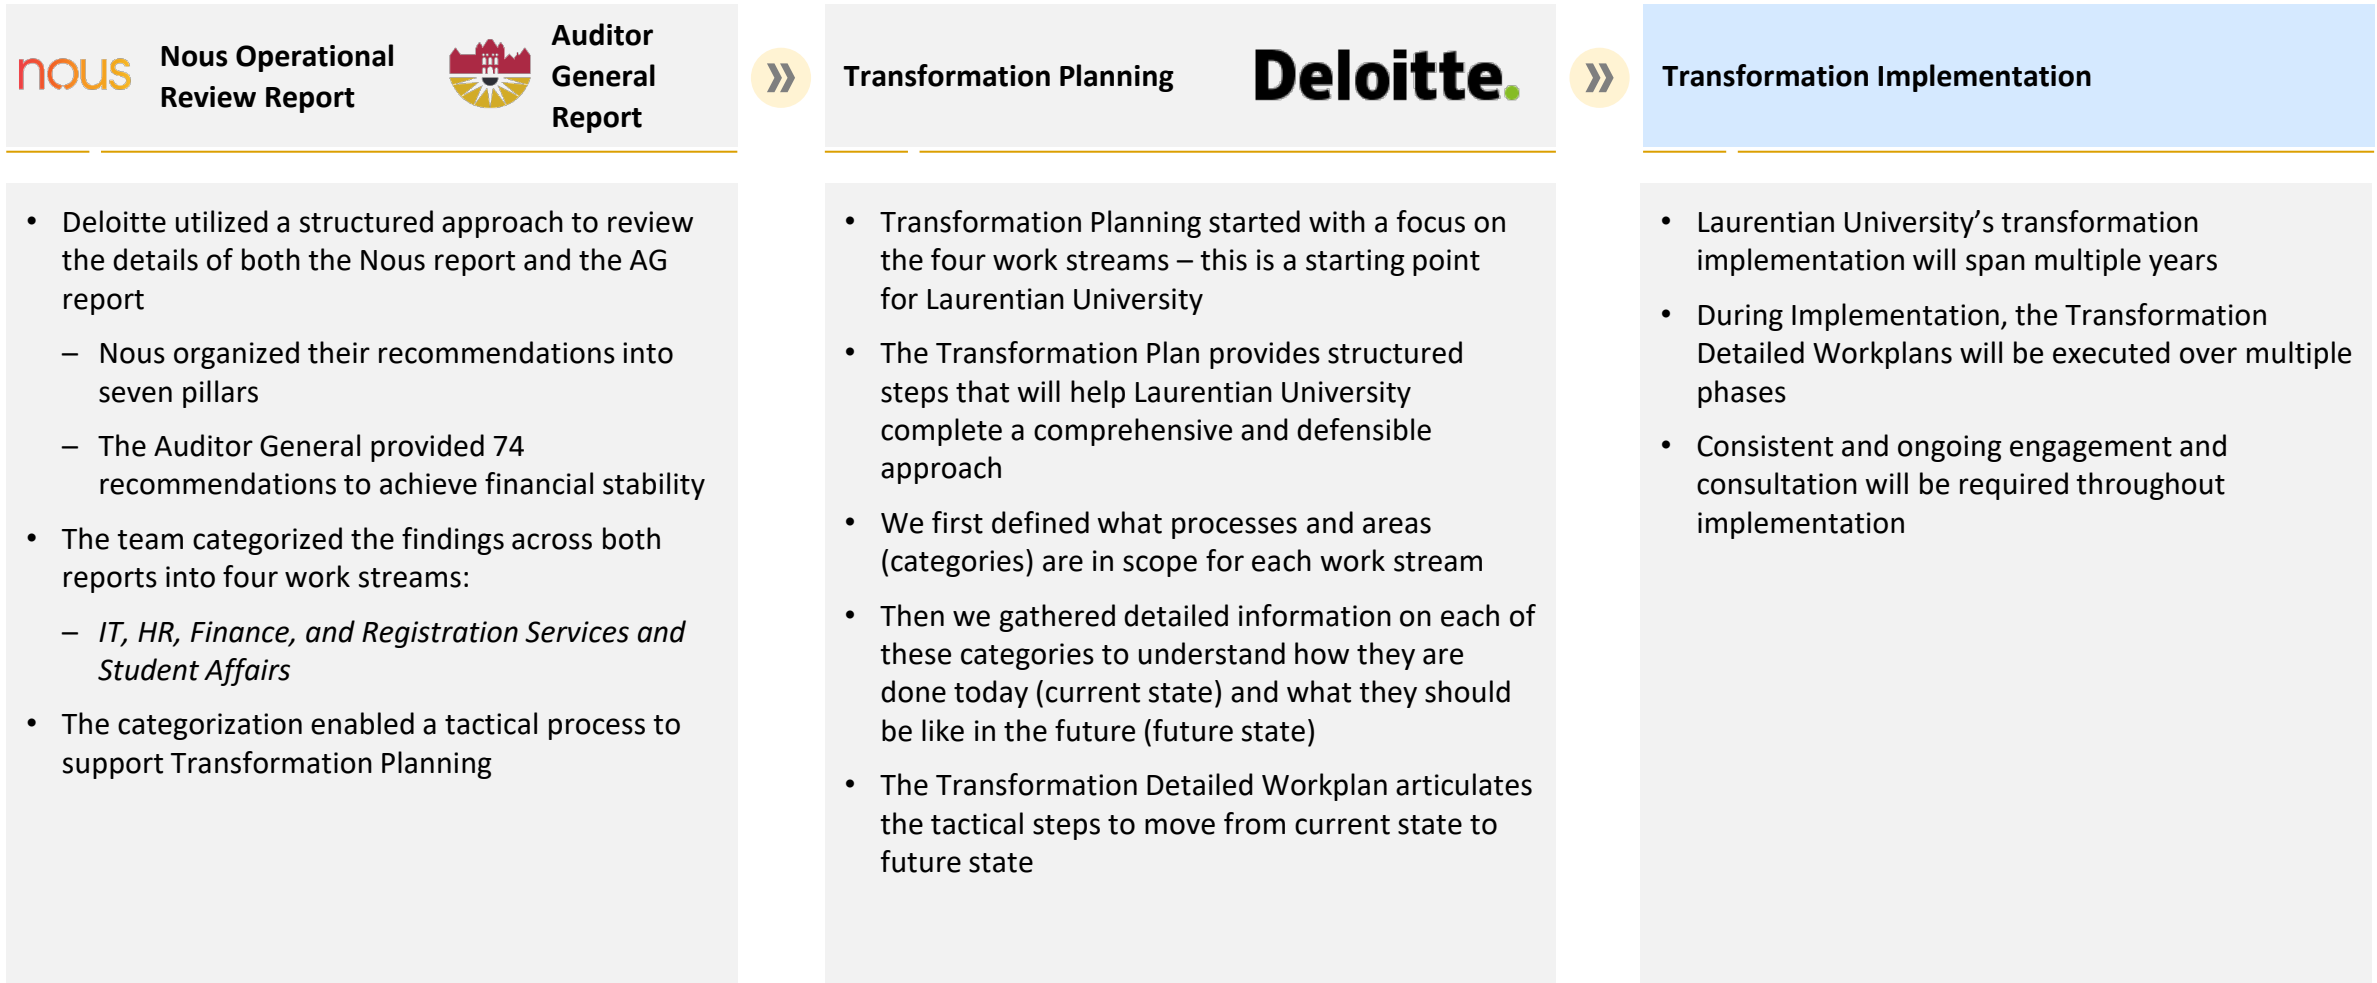 nous
Nous Operational
Review Report
Auditor
General
Report
Transformation Planning
Deloitte.
Transformation Implementation
• Deloitte utilized a structured approach to review
the details of both the Nous report and the AG
report
– Nous organized their recommendations into
seven pillars
– The Auditor General provided 74
recommendations to achieve financial stability
• The team categorized the findings across both
reports into four work streams:
– IT, HR, Finance, and Registration Services and
Student Affairs
• The categorization enabled a tactical process to
support Transformation Planning
• Transformation Planning started with a focus on
the four work streams – this is a starting point
for Laurentian University
• The Transformation Plan provides structured
steps that will help Laurentian University
complete a comprehensive and defensible
approach
• We first defined what processes and areas
(categories) are in scope for each work stream
• Then we gathered detailed information on each of
these categories to understand how they are
done today (current state) and what they should
be like in the future (future state)
• The Transformation Detailed Workplan articulates
the tactical steps to move from current state to
future state
• Laurentian University’s transformation
implementation will span multiple years
• During Implementation, the Transformation
Detailed Workplans will be executed over multiple
phases
• Consistent and ongoing engagement and
consultation will be required throughout
implementation